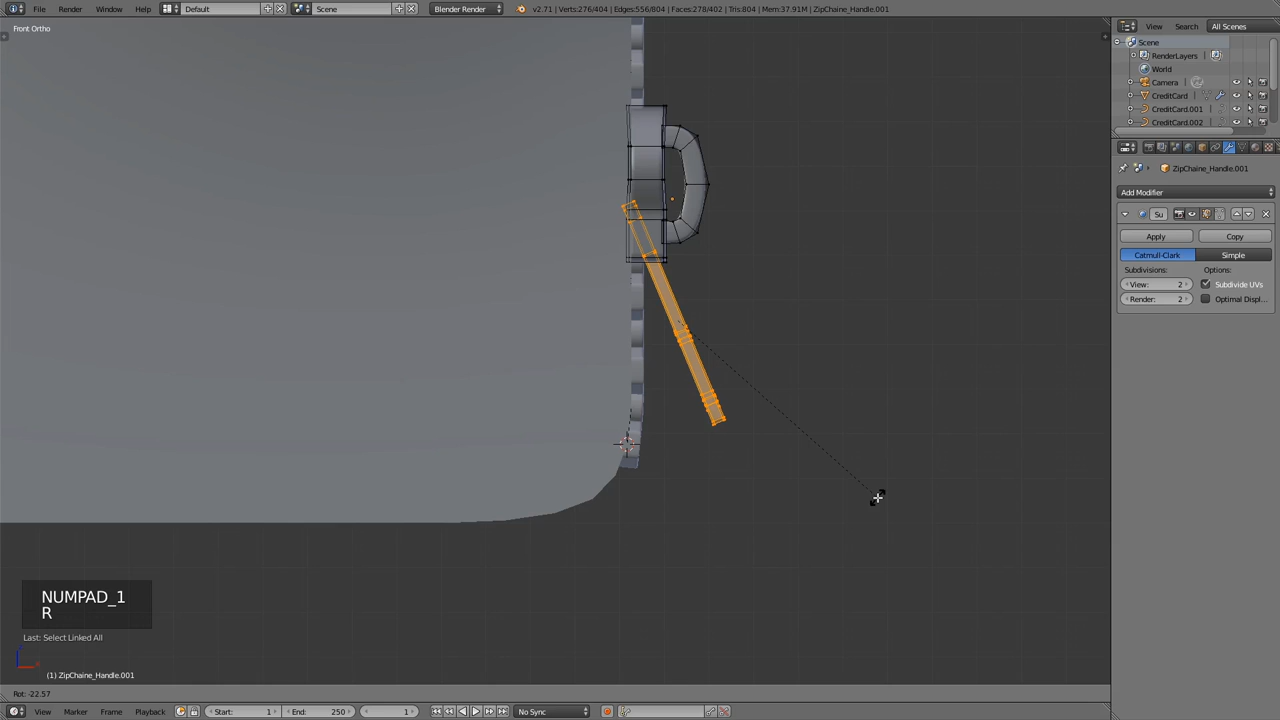 File Render Window Help Default Scene Blender Render v2.71 | Verts:276/404 | Edges:556/804 | Faces:278/402 | Tris:804 | Mem:37.91M | ZipChaine_Handle.001
Front Ortho
View Search All Scenes
Scene
RenderLayers
World
Camera
CreditCard
CreditCard.001
CreditCard.002
ZipChaine_Handle.001
Add Modifier
Su
Apply Copy
Catmull-Clark Simple
Subdivisions: Options:
View: 2 Subdivide UVs
Render: 2 Optimal Displ...
NUMPAD_1
R
Last: Select Linked All
(1) ZipChaine_Handle.001
Rot: -22.57
View Marker Frame Playback Start: 1 End: 250 1 No Sync